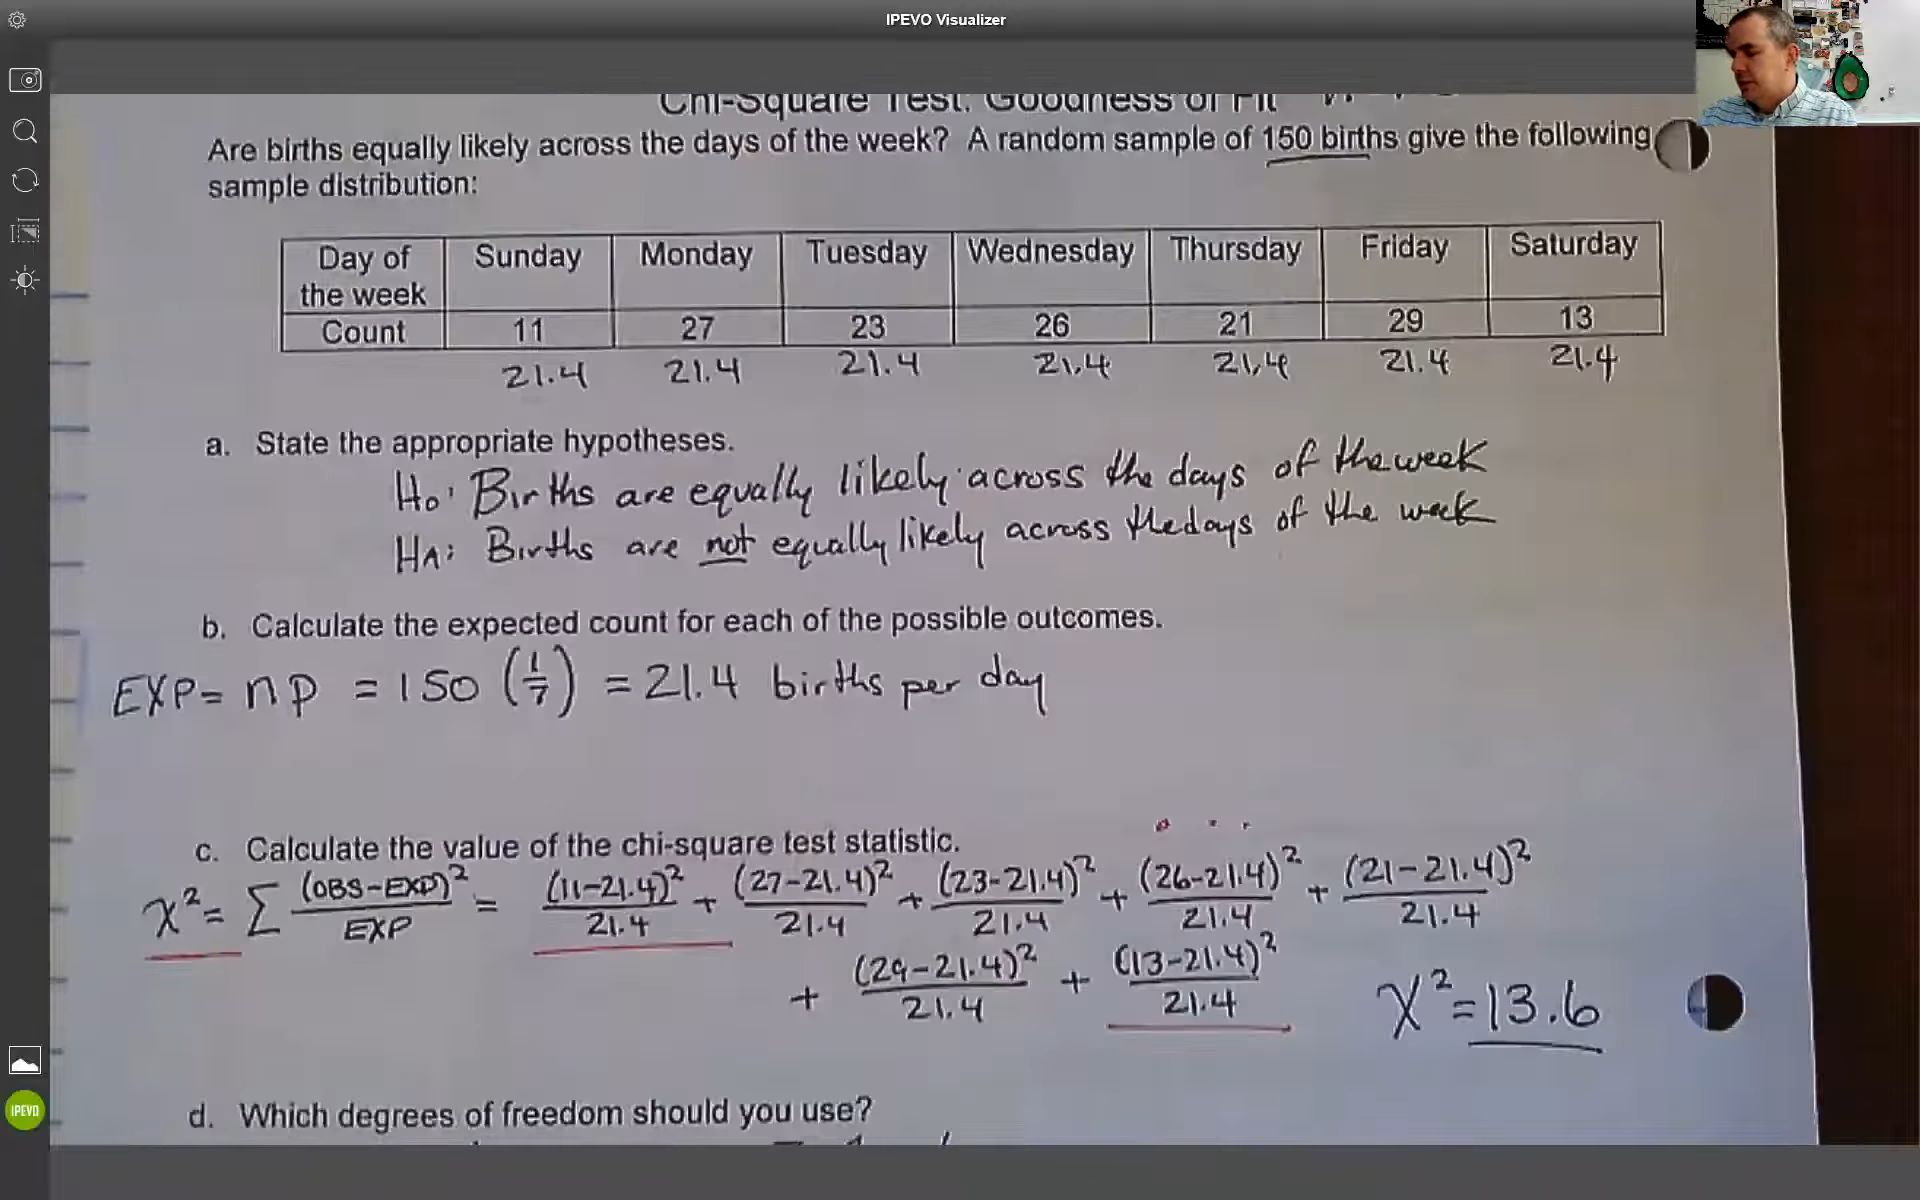 IPEVO Visualizer
Chi-Square Test: Goodness of Fit
Are births equally likely across the days of the week? A random sample of 150 births give the following
sample distribution:
Day of the week Sunday Monday Tuesday Wednesday Thursday Friday Saturday
Count 11 27 23 26 21 29 13
21.4 21.4 21.4 21.4 21.4 21.4 21.4
a. State the appropriate hypotheses.
Ho: Births are equally likely across the days of the week
HA: Births are not equally likely across the days of the week
b. Calculate the expected count for each of the possible outcomes.
EXP = np = 150 (1/7) = 21.4 births per day
c. Calculate the value of the chi-square test statistic.
χ² = Σ (OBS-EXP)²/EXP = (11-21.4)²/21.4 + (27-21.4)²/21.4 + (23-21.4)²/21.4 + (26-21.4)²/21.4 + (21-21.4)²/21.4
+ (29-21.4)²/21.4 + (13-21.4)²/21.4 χ² = 13.6
d. Which degrees of freedom should you use?
IPEVO